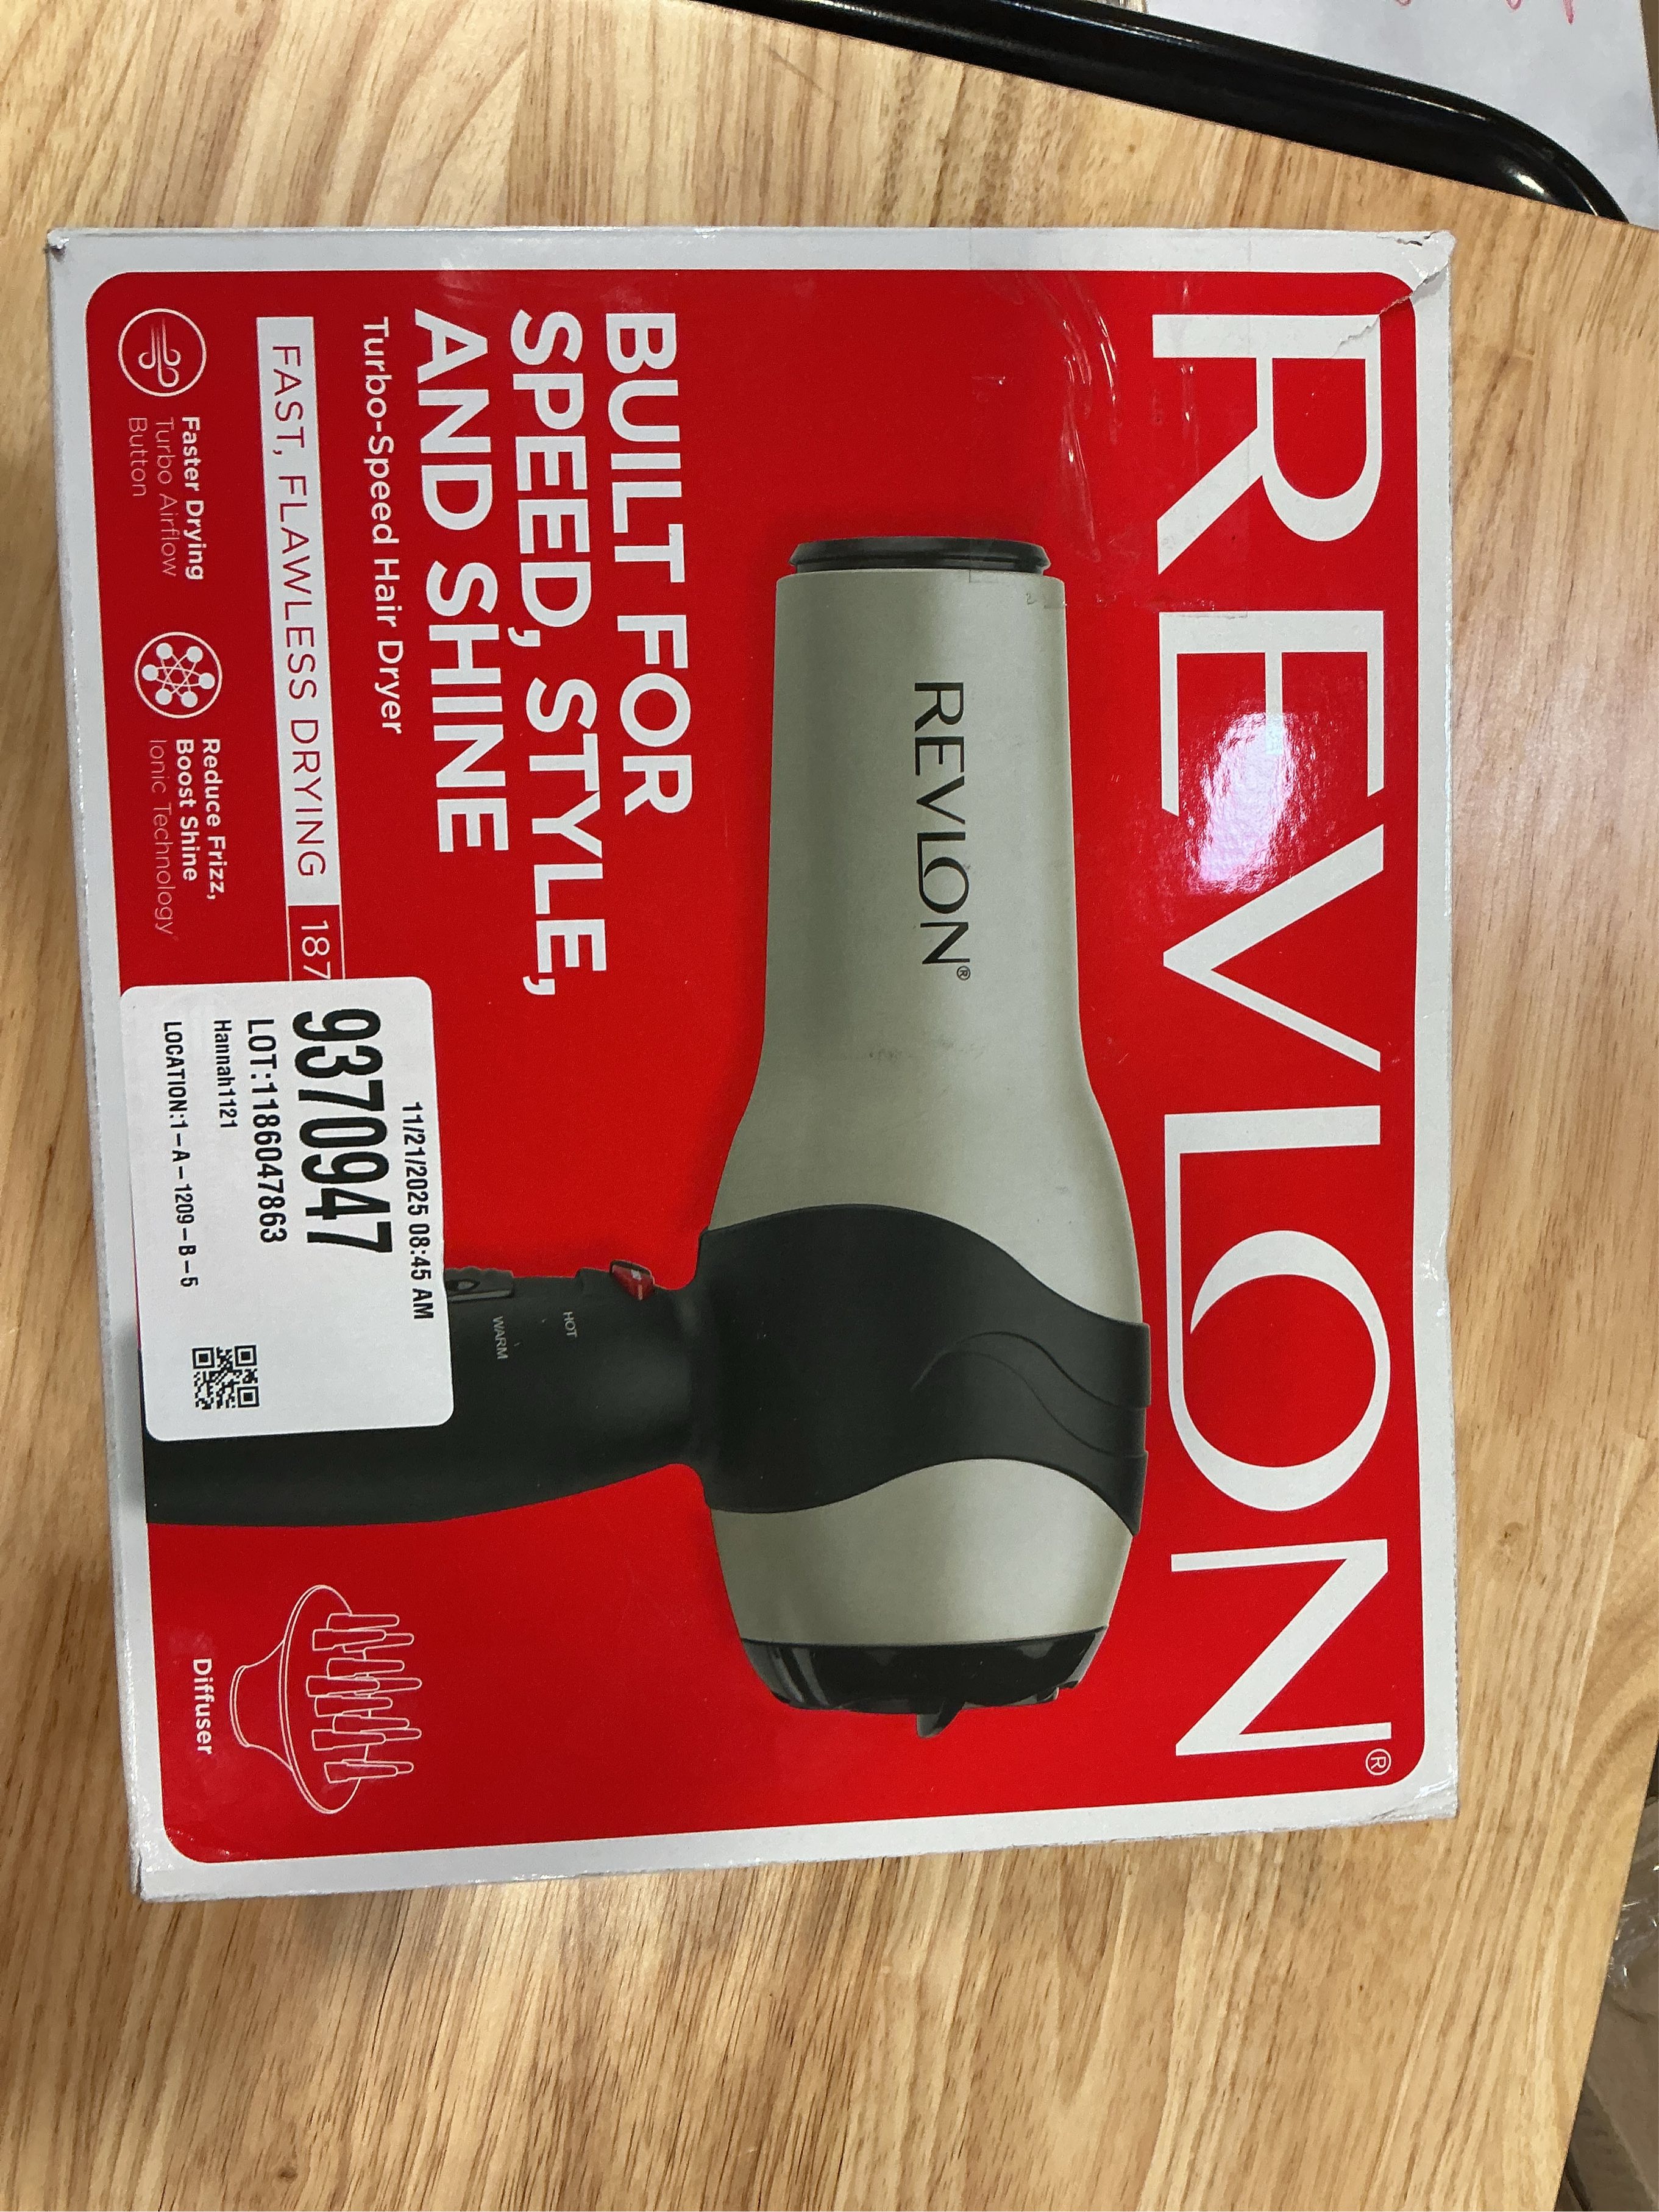 REVLON®
REVLON®
BUILT FOR
SPEED, STYLE,
AND SHINE
Turbo-Speed Hair Dryer
FAST, FLAWLESS DRYING 187
Faster Drying
Turbo Airflow
Button
Reduce Frizz,
Boost Shine
Ionic Technology
HOT
WARM
11/21/2025 08:45 AM
9370947
LOT:1186047863
Hannah1121
LOCATION:1-A-1209-B-5
Diffuser